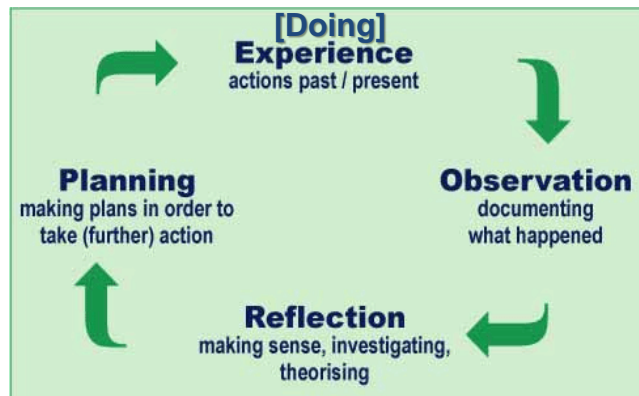 [Doing]
Experience
actions past / present
Planning
making plans in order to
take (further) action
Observation
documenting
what happened
Reflection
making sense, investigating,
theorising